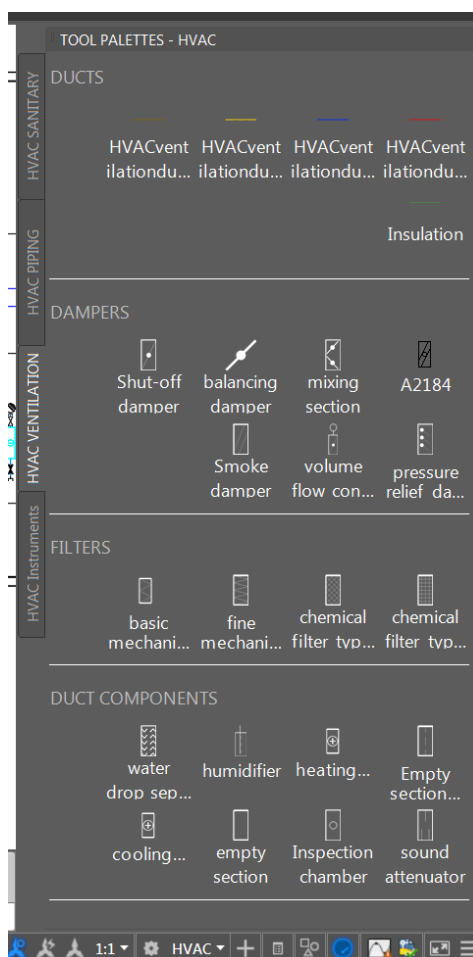 TOOL PALETTES - HVAC
HVAC SANITARY
HVAC PIPING
HVAC VENTILATION
HVAC Instruments
DUCTS
HVACvent HVACvent HVACvent HVACvent
ilationdu... ilationdu... ilationdu... ilationdu...
Insulation
DAMPERS
Shut-off balancing mixing A2184
damper damper section
Smoke volume pressure
damper flow con... relief da...
FILTERS
basic fine chemical chemical
mechani... mechani... filter typ... filter typ...
DUCT COMPONENTS
water humidifier heating... Empty
drop sep... section...
cooling... empty Inspection sound
section chamber attenuator
1:1 HVAC